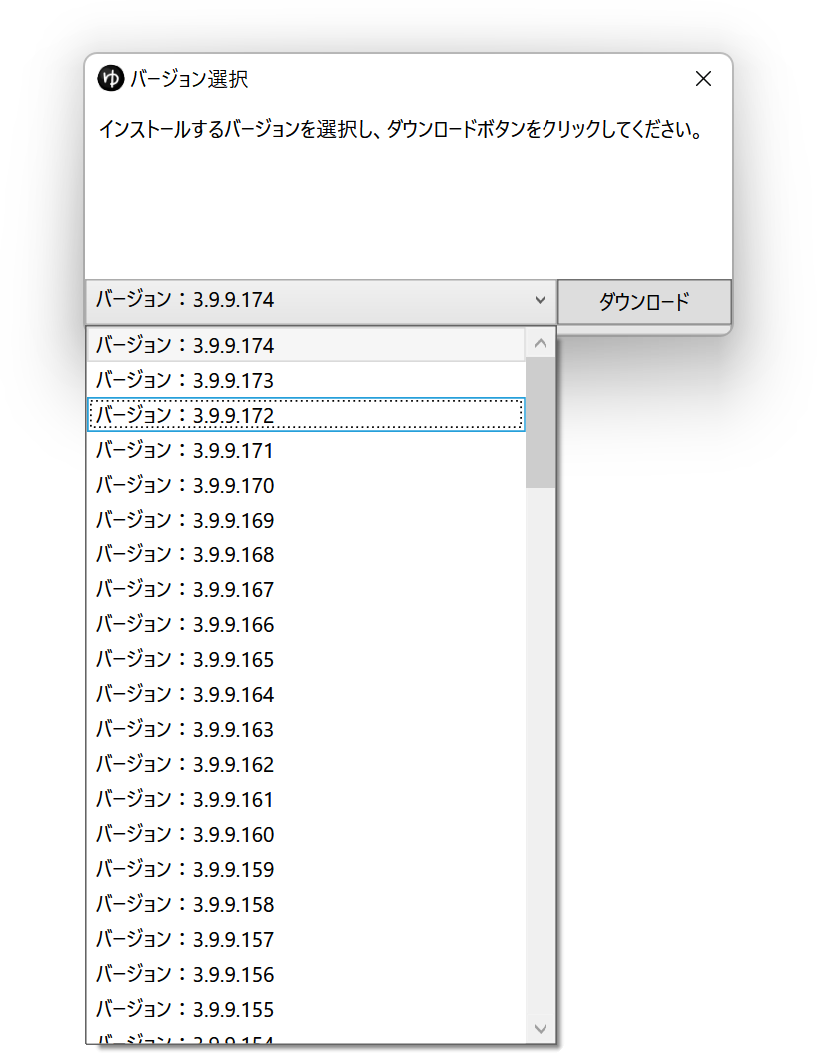 ゆ バージョン選択
インストールするバージョンを選択し、ダウンロードボタンをクリックしてください。
バージョン：3.9.9.174
ダウンロード
バージョン：3.9.9.174
バージョン：3.9.9.173
バージョン：3.9.9.172
バージョン：3.9.9.171
バージョン：3.9.9.170
バージョン：3.9.9.169
バージョン：3.9.9.168
バージョン：3.9.9.167
バージョン：3.9.9.166
バージョン：3.9.9.165
バージョン：3.9.9.164
バージョン：3.9.9.163
バージョン：3.9.9.162
バージョン：3.9.9.161
バージョン：3.9.9.160
バージョン：3.9.9.159
バージョン：3.9.9.158
バージョン：3.9.9.157
バージョン：3.9.9.156
バージョン：3.9.9.155
バージョン：3.9.9.154